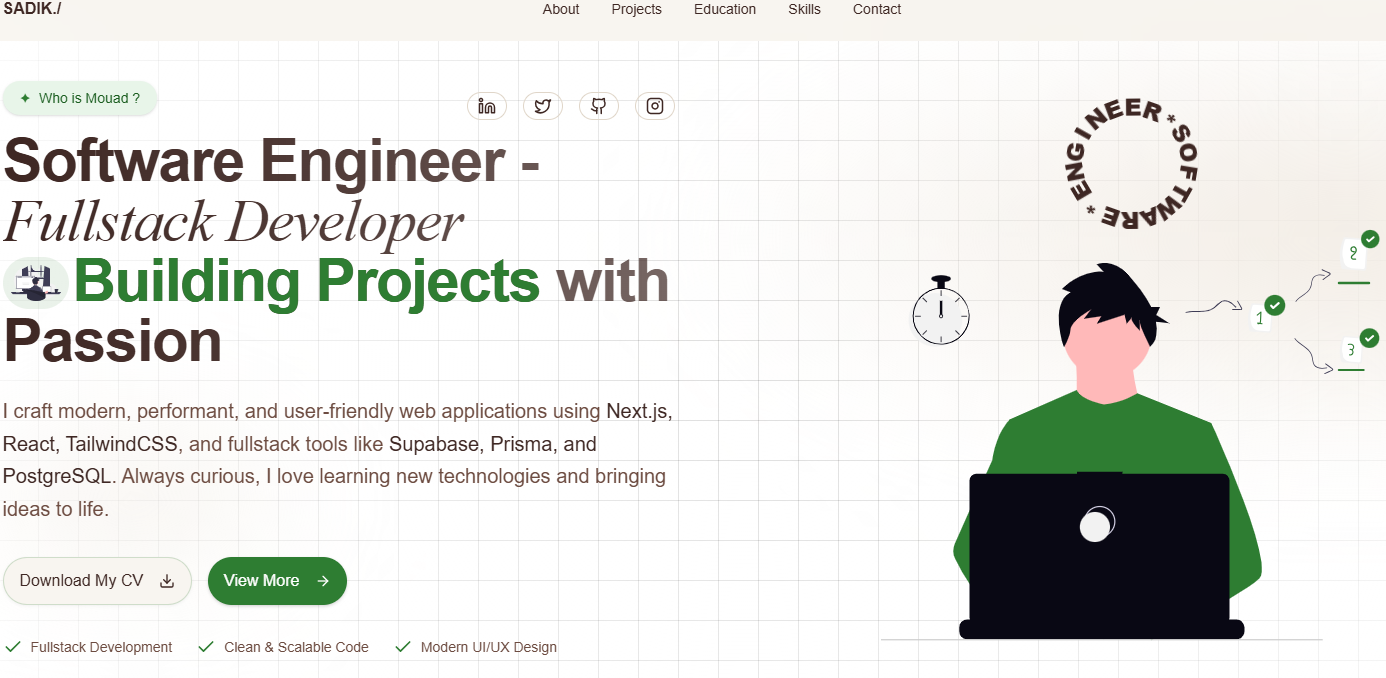 SADIK./
About Projects Education Skills Contact
Who is Mouad ?
Software Engineer -
Fullstack Developer
Building Projects with
Passion
I craft modern, performant, and user-friendly web applications using Next.js,
React, TailwindCSS, and fullstack tools like Supabase, Prisma, and
PostgreSQL. Always curious, I love learning new technologies and bringing
ideas to life.
Download My CV
View More
Fullstack Development
Clean & Scalable Code
Modern UI/UX Design
SOFTWARE * ENGINEER *
1
2
3